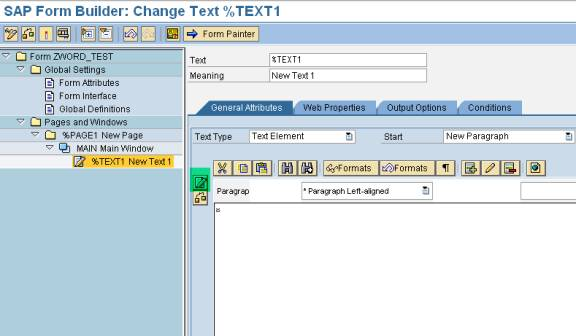 SAP Form Builder: Change Text %TEXT1
Form Painter
Form ZWORD_TEST
Global Settings
Form Attributes
Form Interface
Global Definitions
Pages and Windows
%PAGE1 New Page
MAIN Main Window
%TEXT1 New Text 1
Text %TEXT1
Meaning New Text 1
General Attributes Web Properties Output Options Conditions
Text Type Text Element Start New Paragraph
Formats Formats ¶
Paragrap * Paragraph Left-aligned